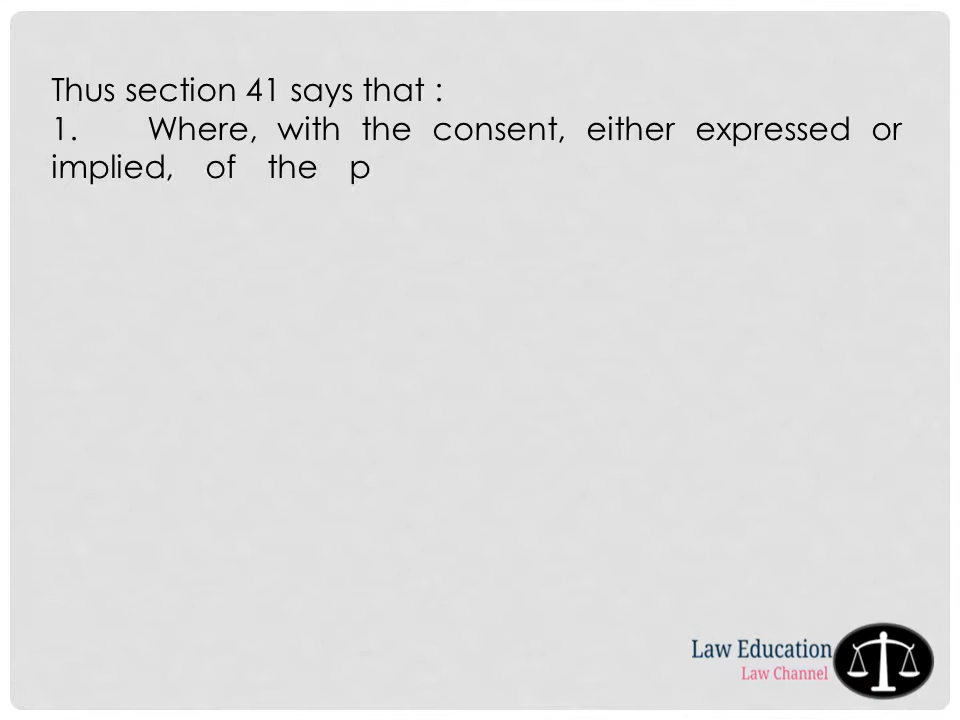 Thus section 41 says that :
1. Where, with the consent, either expressed or
implied, of the p
Law Education
Law Channel